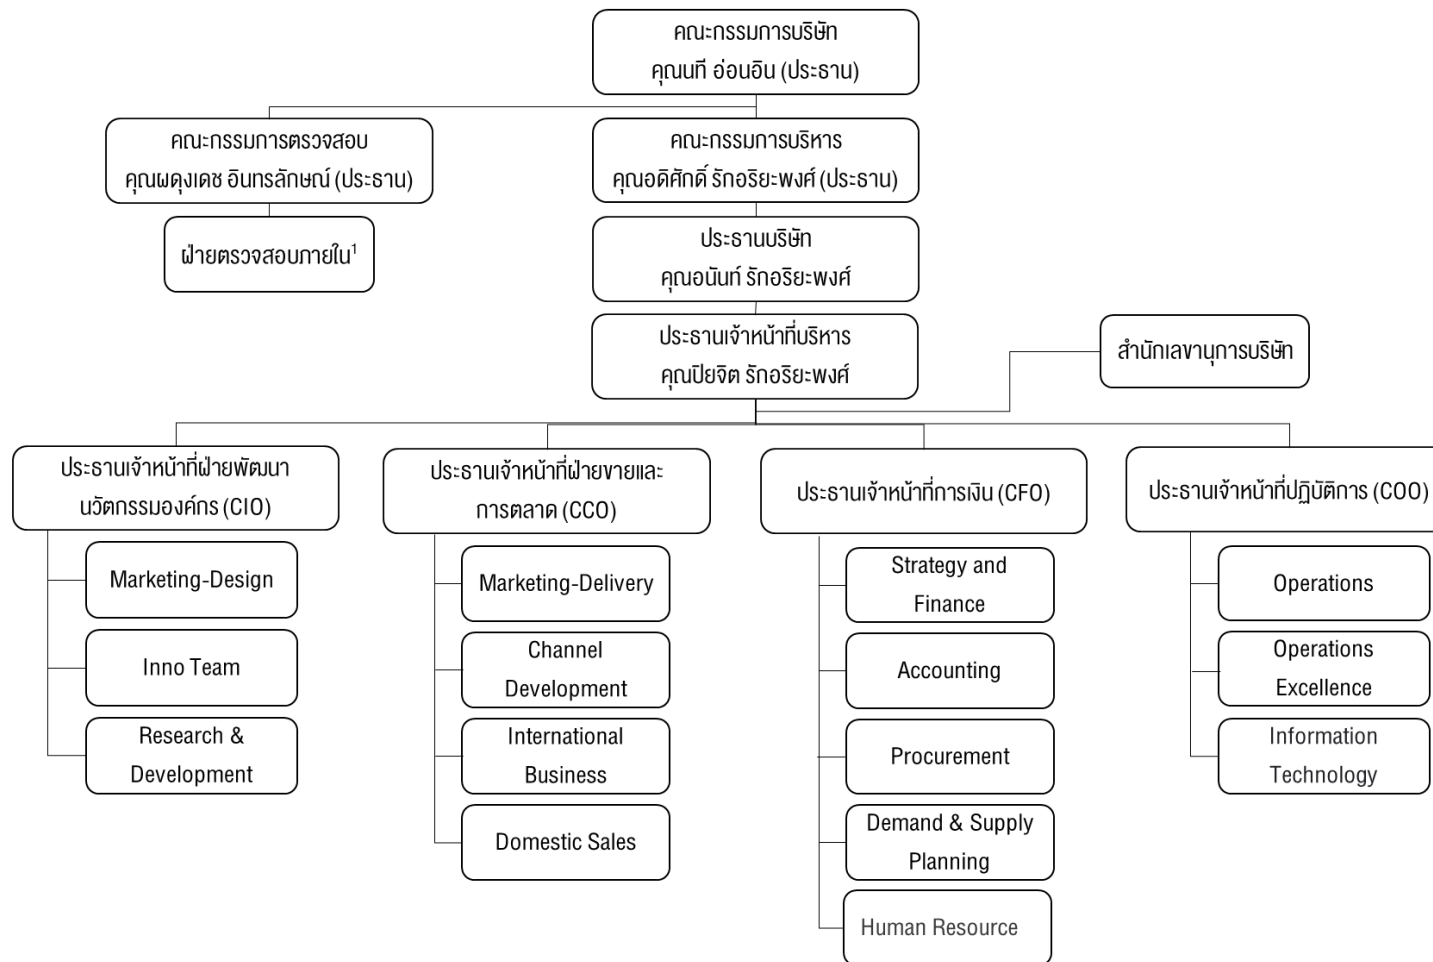 คณะกรรมการบริษัท
คุณนที อ่อนอิน (ประธาน)
คณะกรรมการตรวจสอบ
คุณผดุงเดช อินทรลักษณ์ (ประธาน)
คณะกรรมการบริหาร
คุณอดิศักดิ์ รักอริยะพงศ์ (ประธาน)
ฝ่ายตรวจสอบภายใน¹
ประธานบริษัท
คุณอนันท์ รักอริยะพงศ์
ประธานเจ้าหน้าที่บริหาร
คุณปิยจิต รักอริยะพงศ์
สำนักเลขานุการบริษัท
ประธานเจ้าหน้าที่ฝ่ายพัฒนา
นวัตกรรมองค์กร (CIO)
Marketing-Design
Inno Team
Research &
Development
ประธานเจ้าหน้าที่ฝ่ายขายและ
การตลาด (CCO)
Marketing-Delivery
Channel
Development
International
Business
Domestic Sales
ประธานเจ้าหน้าที่การเงิน (CFO)
Strategy and
Finance
Accounting
Procurement
Demand & Supply
Planning
Human Resource
ประธานเจ้าหน้าที่ปฏิบัติการ (COO)
Operations
Operations
Excellence
Information
Technology